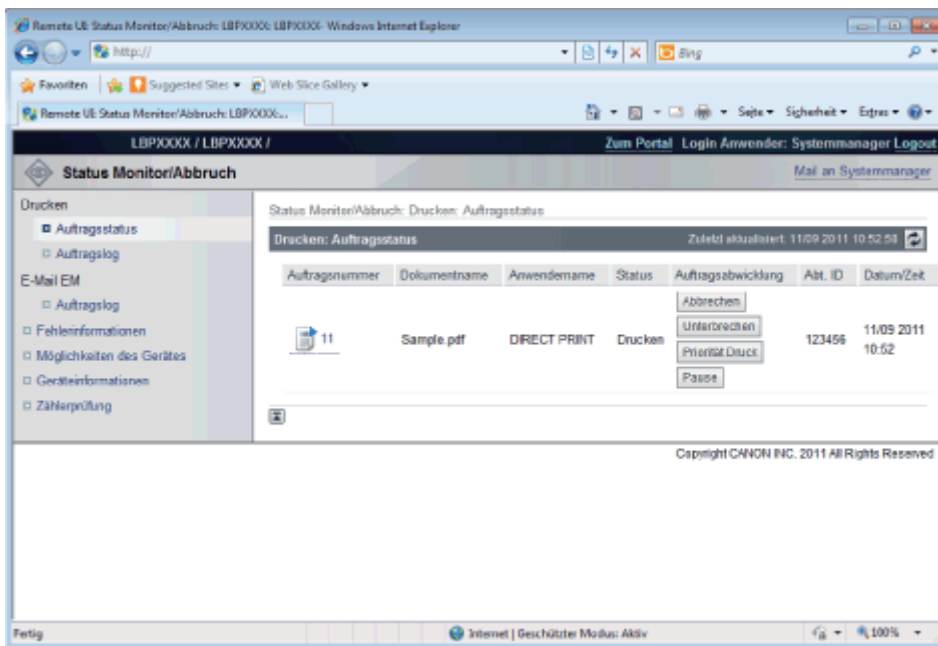 Remote UI: Status Monitor/Abbruch: LBPXXXX: LBPXXXX- Windows Internet Explorer
http://
Bing
Favoriten Suggested Sites Web Slice Gallery
Remote UI: Status Monitor/Abbruch: LBPXXXX:... Seite Sicherheit Extras
LBPXXXX / LBPXXXX / Zum Portal Login Anwender: Systemmanager Logout
Status Monitor/Abbruch Mail an Systemmanager
Drucken
Auftragsstatus
Auftragslog
E-Mail EM
Auftragslog
Fehlerinformationen
Möglichkeiten des Gerätes
Geräteinformationen
Zählerprüfung
Status Monitor/Abbruch: Drucken: Auftragsstatus
Drucken: Auftragsstatus Zuletzt aktualisiert: 11/09 2011 10:52:58
Auftragsnummer Dokumentname Anwendername Status Auftragsabwicklung Abt. ID Datum/Zeit
11 Sample.pdf DIRECT PRINT Drucken 123456 11/09 2011 10:52
Abbrechen
Unterbrechen
Priorität Druck
Pause
Copyright CANON INC. 2011 All Rights Reserved
Fertig Internet | Geschützter Modus: Aktiv 100%